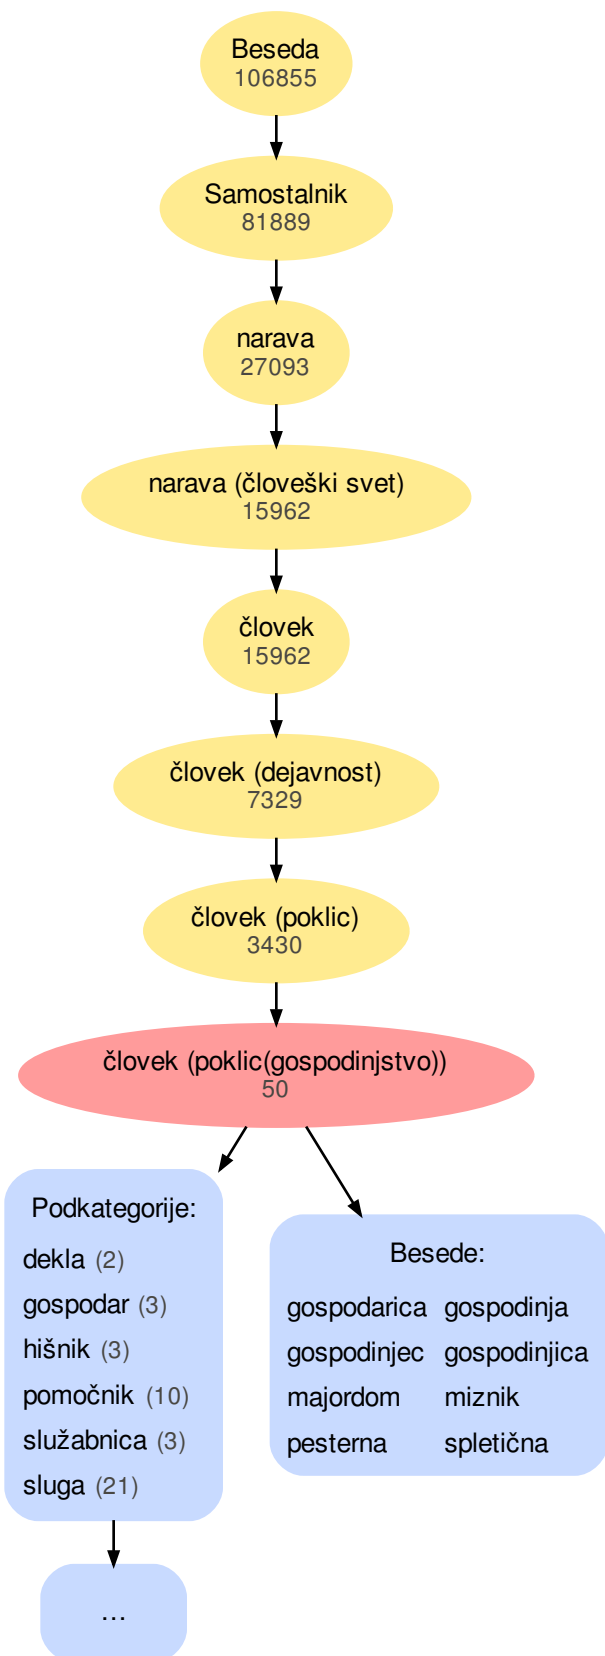 Beseda
106855
Samostalnik
81889
narava
27093
narava (človeški svet)
15962
človek
15962
človek (dejavnost)
7329
človek (poklic)
3430
človek (poklic(gospodinjstvo))
50
Podkategorije:
dekla (2)
gospodar (3)
hišnik (3)
pomočnik (10)
služabnica (3)
sluga (21)
...
Besede:
gospodarica gospodinja
gospodinjec gospodinjica
majordom miznik
pesterna spletična